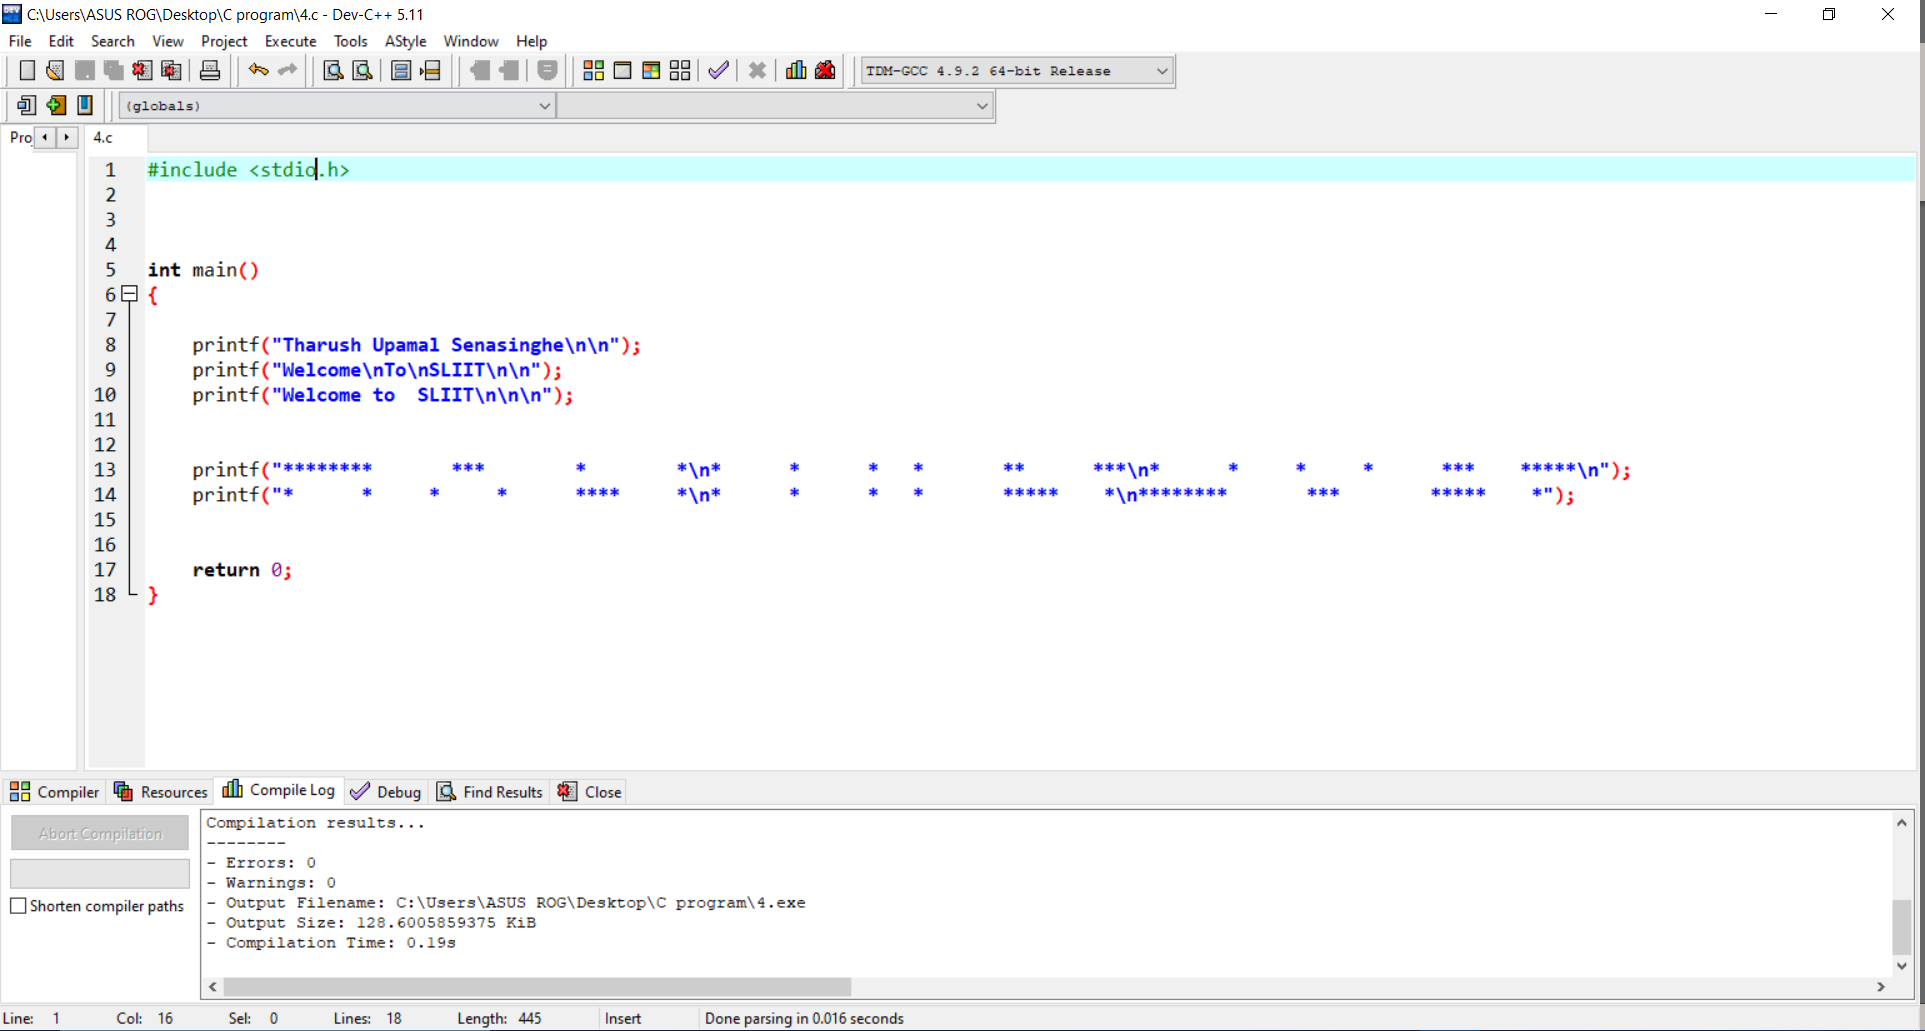 C:\Users\ASUS ROG\Desktop\C program\4.c - Dev-C++ 5.11
File Edit Search View Project Execute Tools AStyle Window Help
TDM-GCC 4.9.2 64-bit Release
(globals)
Pro 4.c
1 #include <stdio.h>
2
3
4
5 int main()
6 {
7
8     printf("Tharush Upamal Senasinghe\n\n");
9     printf("Welcome\nTo\nSLIIT\n\n");
10     printf("Welcome to  SLIIT\n\n\n");
11
12
13     printf("********       ***        *        *\n*      *      *   *       **      ***\n*      *     *     *      ***    *****\n");
14     printf("*      *     *     *      ****     *\n*      *      *   *       *****    *\n********       ***        *****    *");
15
16
17     return 0;
18 }
Compiler Resources Compile Log Debug Find Results Close
Abort Compilation
Shorten compiler paths
Compilation results...
--------
- Errors: 0
- Warnings: 0
- Output Filename: C:\Users\ASUS ROG\Desktop\C program\4.exe
- Output Size: 128.6005859375 KiB
- Compilation Time: 0.19s
Line: 1 Col: 16 Sel: 0 Lines: 18 Length: 445 Insert Done parsing in 0.016 seconds